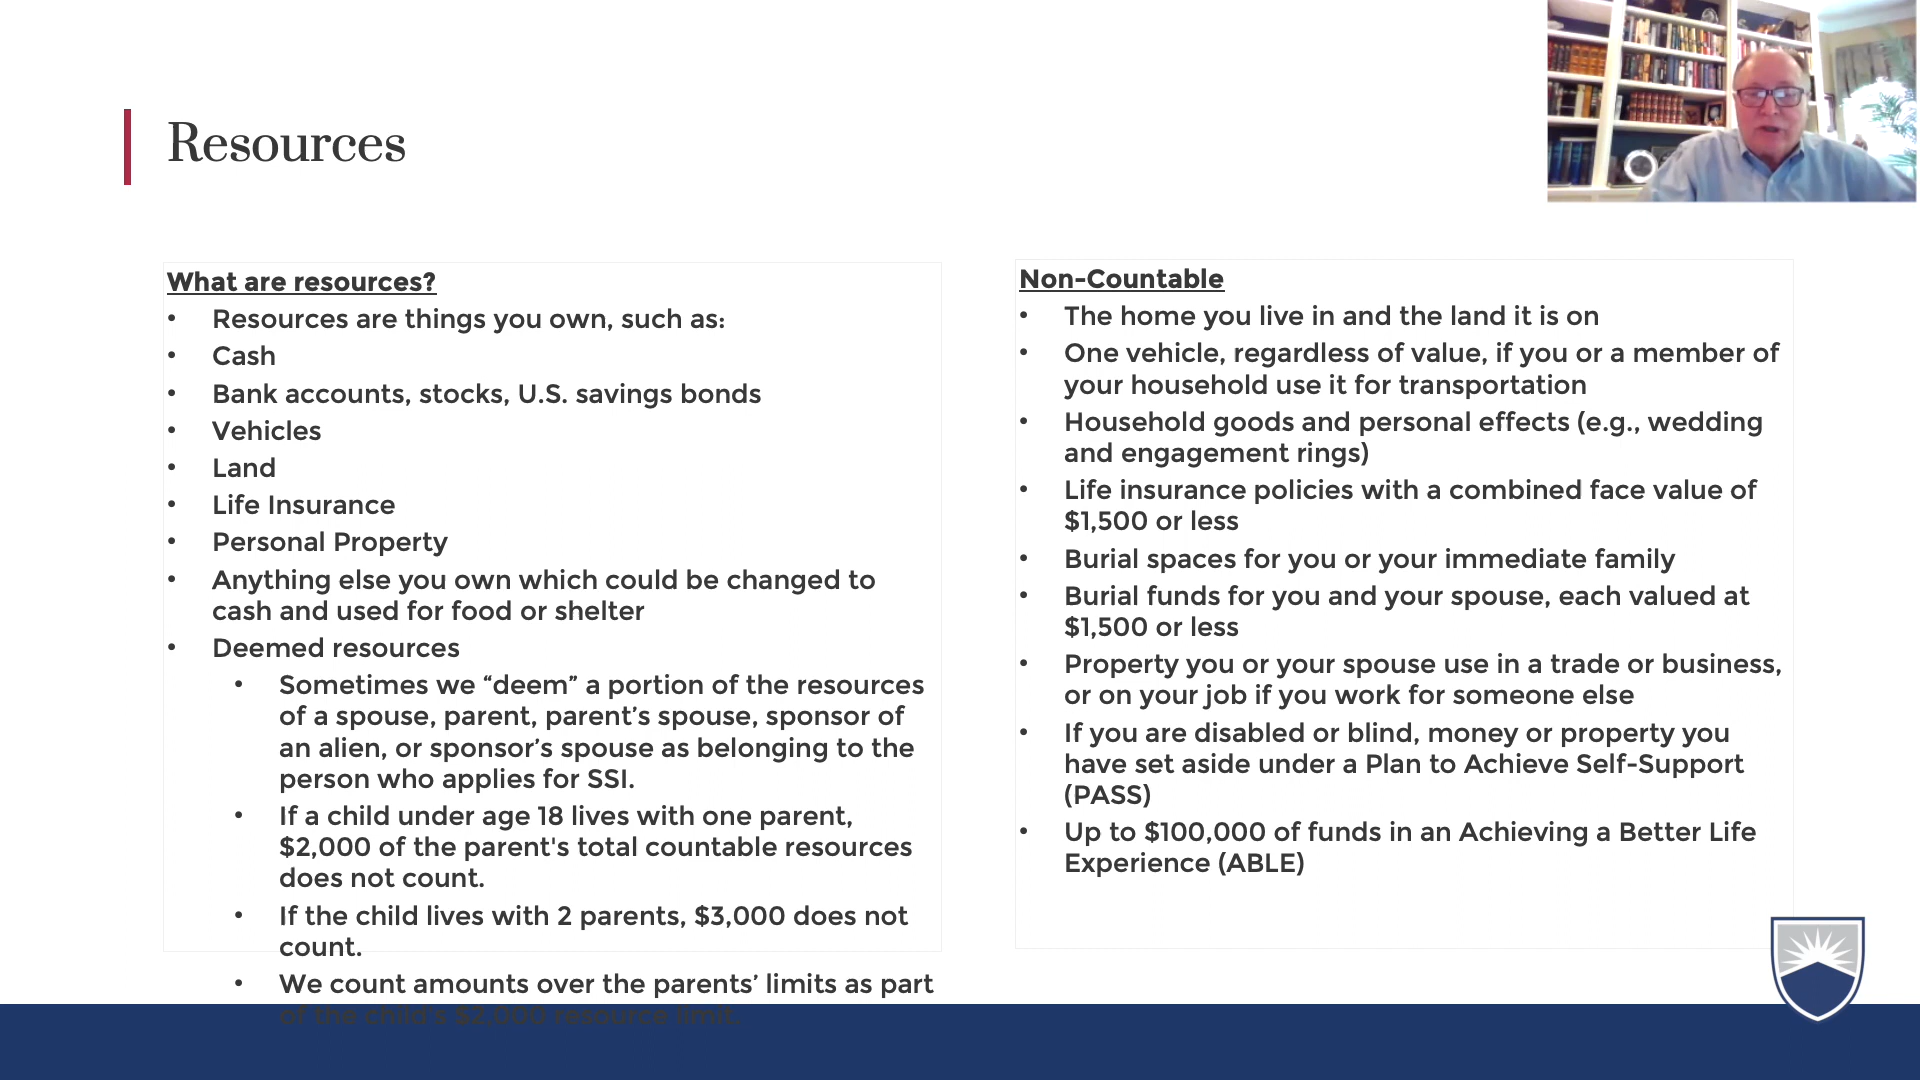 Resources
What are resources?
• Resources are things you own, such as:
• Cash
• Bank accounts, stocks, U.S. savings bonds
• Vehicles
• Land
• Life Insurance
• Personal Property
• Anything else you own which could be changed to
cash and used for food or shelter
• Deemed resources
• Sometimes we “deem” a portion of the resources
of a spouse, parent, parent’s spouse, sponsor of
an alien, or sponsor’s spouse as belonging to the
person who applies for SSI.
• If a child under age 18 lives with one parent,
$2,000 of the parent's total countable resources
does not count.
• If the child lives with 2 parents, $3,000 does not
count.
• We count amounts over the parents’ limits as part
of the child’s $2,000 resource limit.
Non-Countable
• The home you live in and the land it is on
• One vehicle, regardless of value, if you or a member of
your household use it for transportation
• Household goods and personal effects (e.g., wedding
and engagement rings)
• Life insurance policies with a combined face value of
$1,500 or less
• Burial spaces for you or your immediate family
• Burial funds for you and your spouse, each valued at
$1,500 or less
• Property you or your spouse use in a trade or business,
or on your job if you work for someone else
• If you are disabled or blind, money or property you
have set aside under a Plan to Achieve Self-Support
(PASS)
• Up to $100,000 of funds in an Achieving a Better Life
Experience (ABLE)